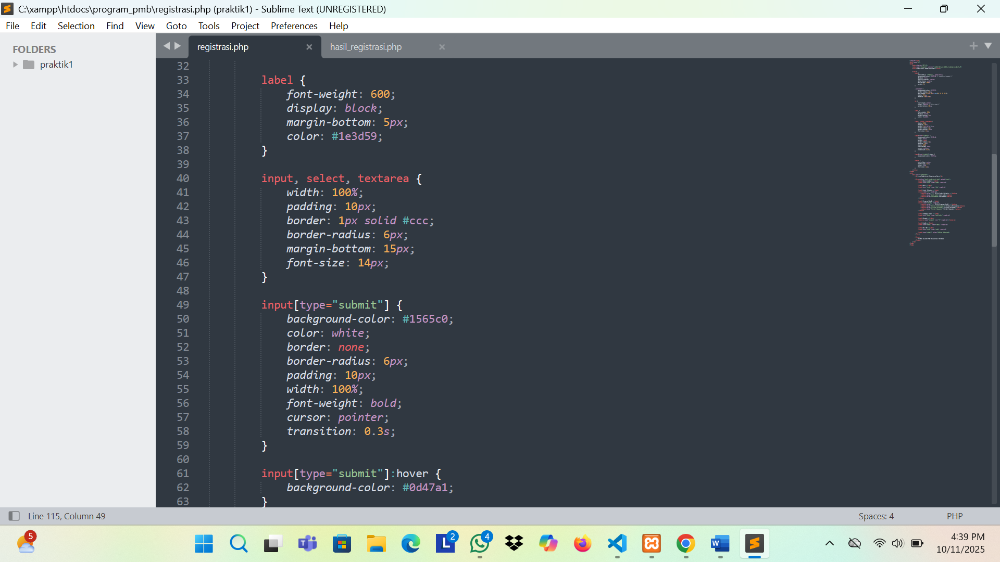 C:\xampp\htdocs\program_pmb\registrasi.php (praktik1) - Sublime Text (UNREGISTERED)
File Edit Selection Find View Goto Tools Project Preferences Help
FOLDERS
praktik1
registrasi.php
hasil_registrasi.php
32
33 label {
34 font-weight: 600;
35 display: block;
36 margin-bottom: 5px;
37 color: #1e3d59;
38 }
39
40 input, select, textarea {
41 width: 100%;
42 padding: 10px;
43 border: 1px solid #ccc;
44 border-radius: 6px;
45 margin-bottom: 15px;
46 font-size: 14px;
47 }
48
49 input[type="submit"] {
50 background-color: #1565c0;
51 color: white;
52 border: none;
53 border-radius: 6px;
54 padding: 10px;
55 width: 100%;
56 font-weight: bold;
57 cursor: pointer;
58 transition: 0.3s;
59 }
60
61 input[type="submit"]:hover {
62 background-color: #0d47a1;
63 }
Line 115, Column 49
Spaces: 4
PHP
5
2
4
4:39 PM
10/11/2025